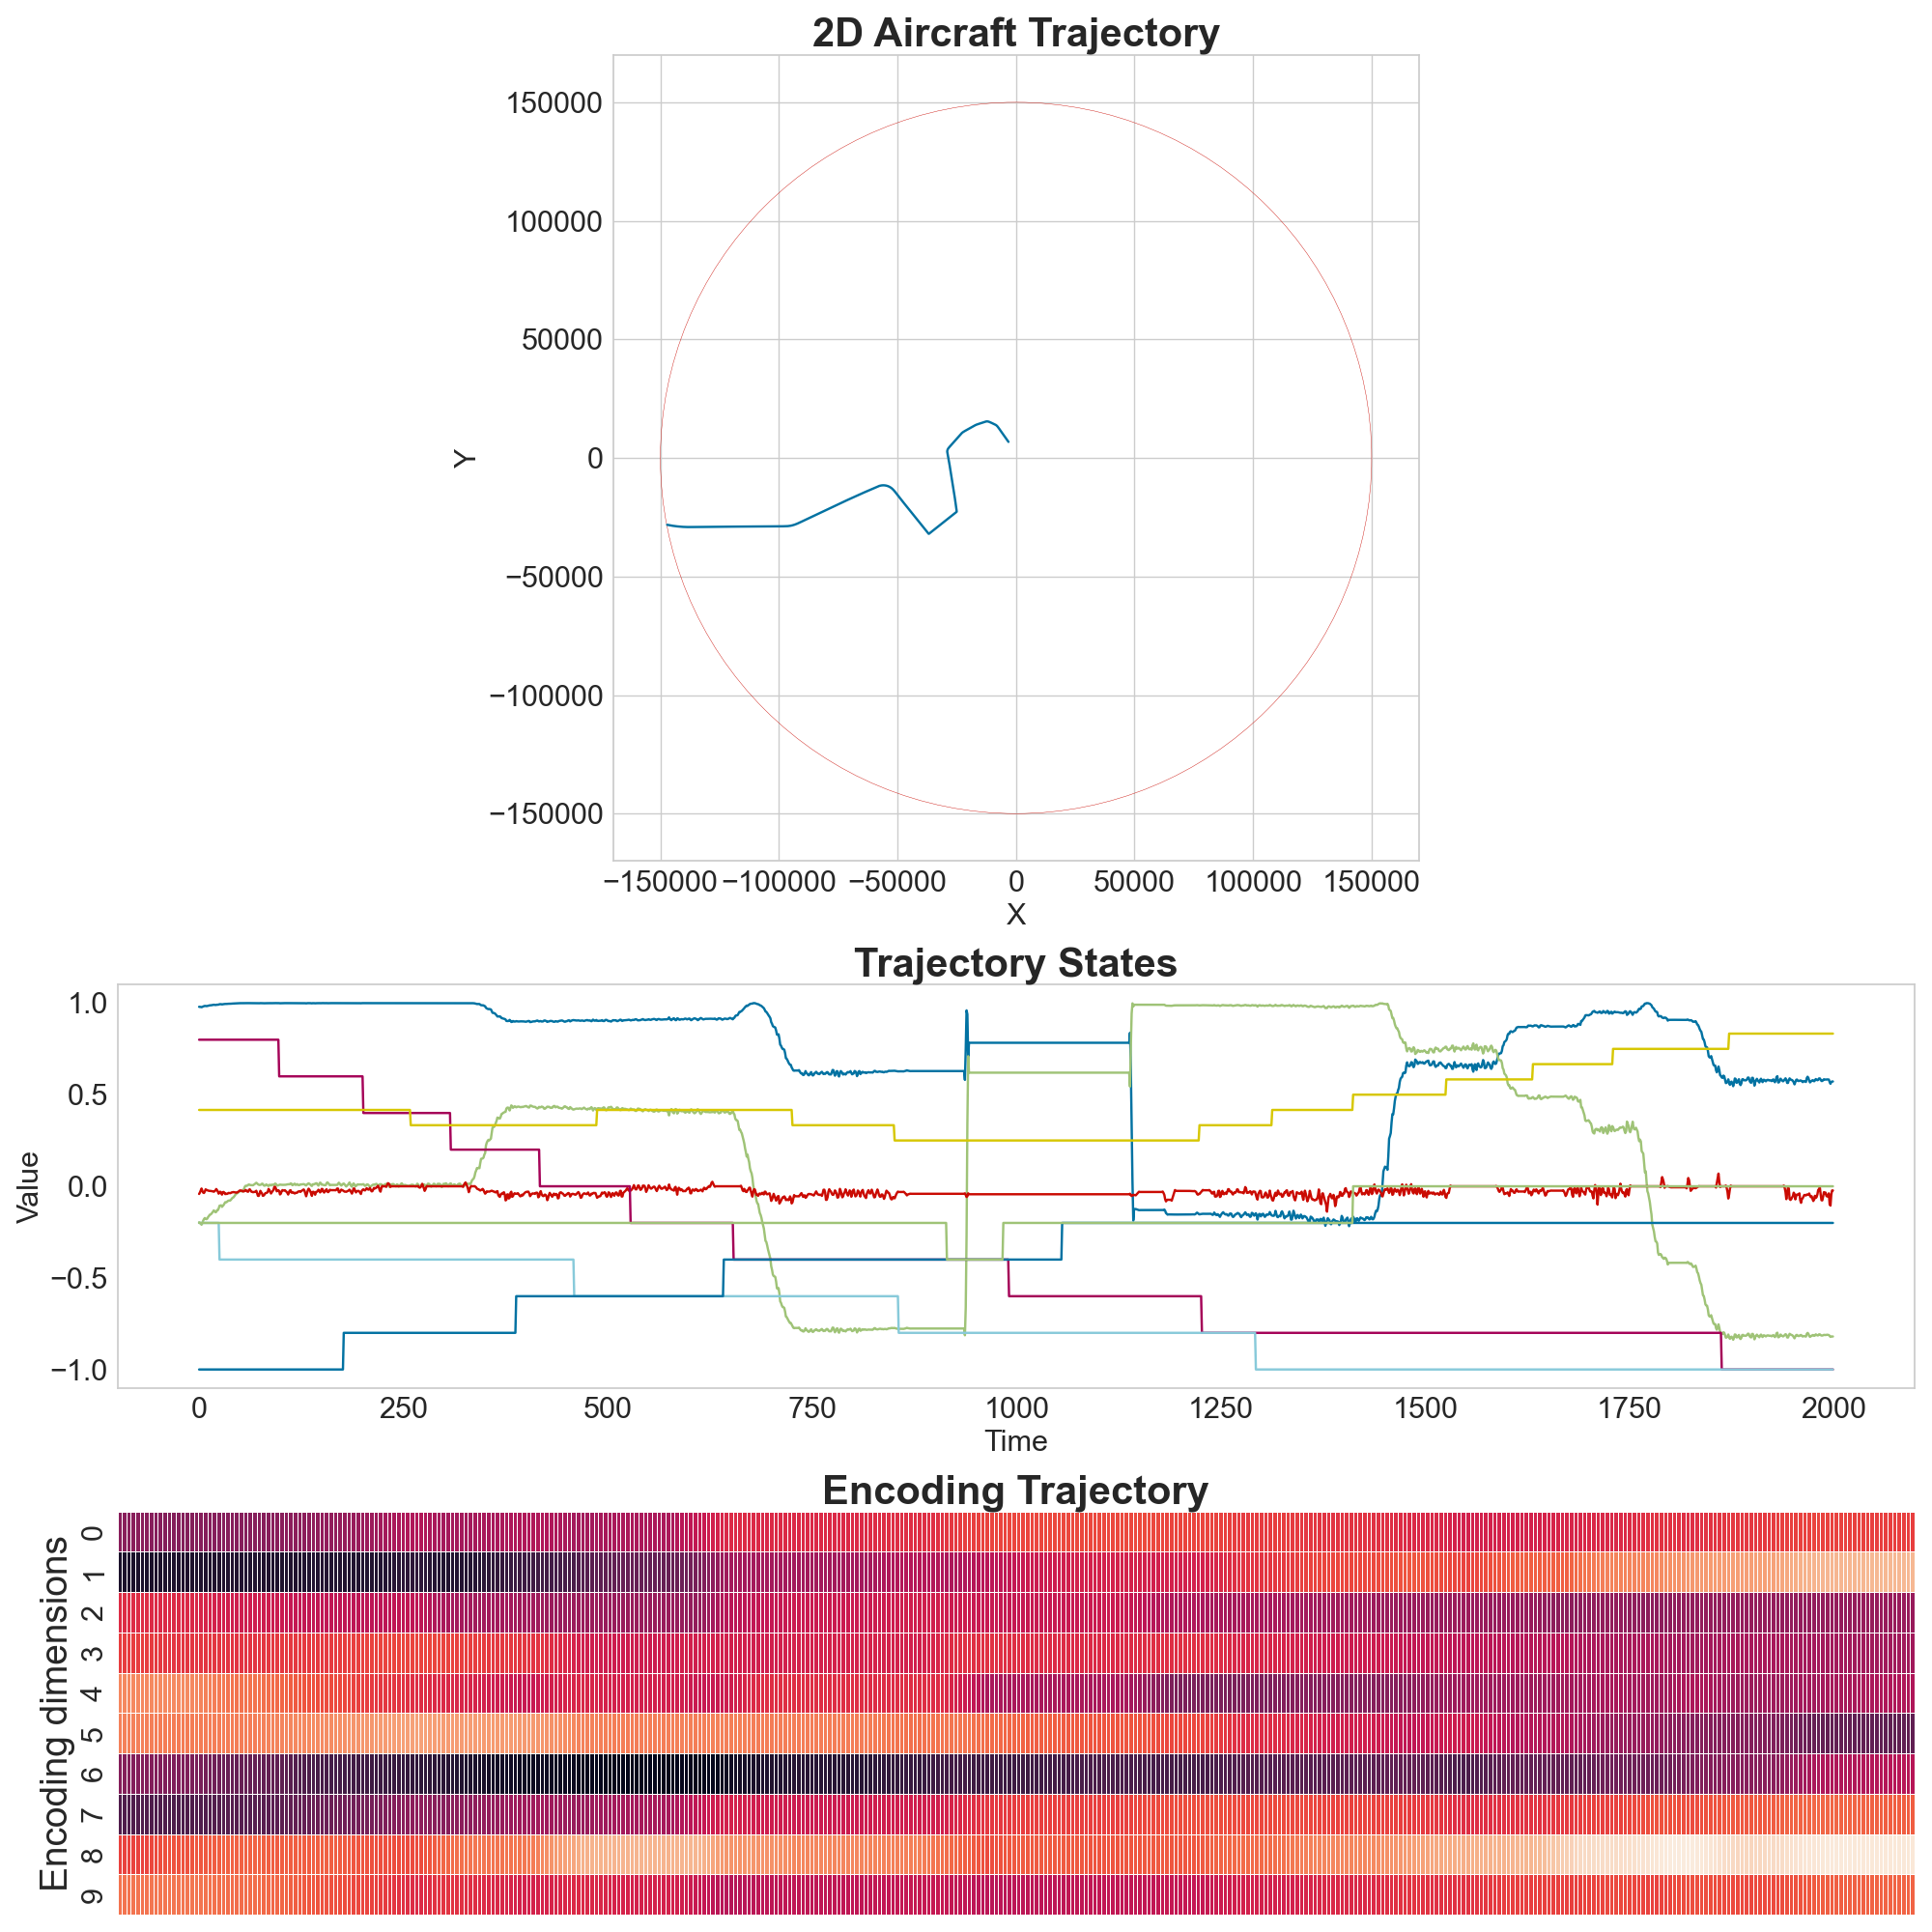 2D Aircraft Trajectory
150000
100000
50000
0
−50000
−100000
−150000
Y
−150000 −100000 −50000 0 50000 100000 150000
X
Trajectory States
1.0
0.5
0.0
−0.5
−1.0
Value
0 250 500 750 1000 1250 1500 1750 2000
Time
Encoding Trajectory
Encoding dimensions
0
1
2
3
4
5
6
7
8
9